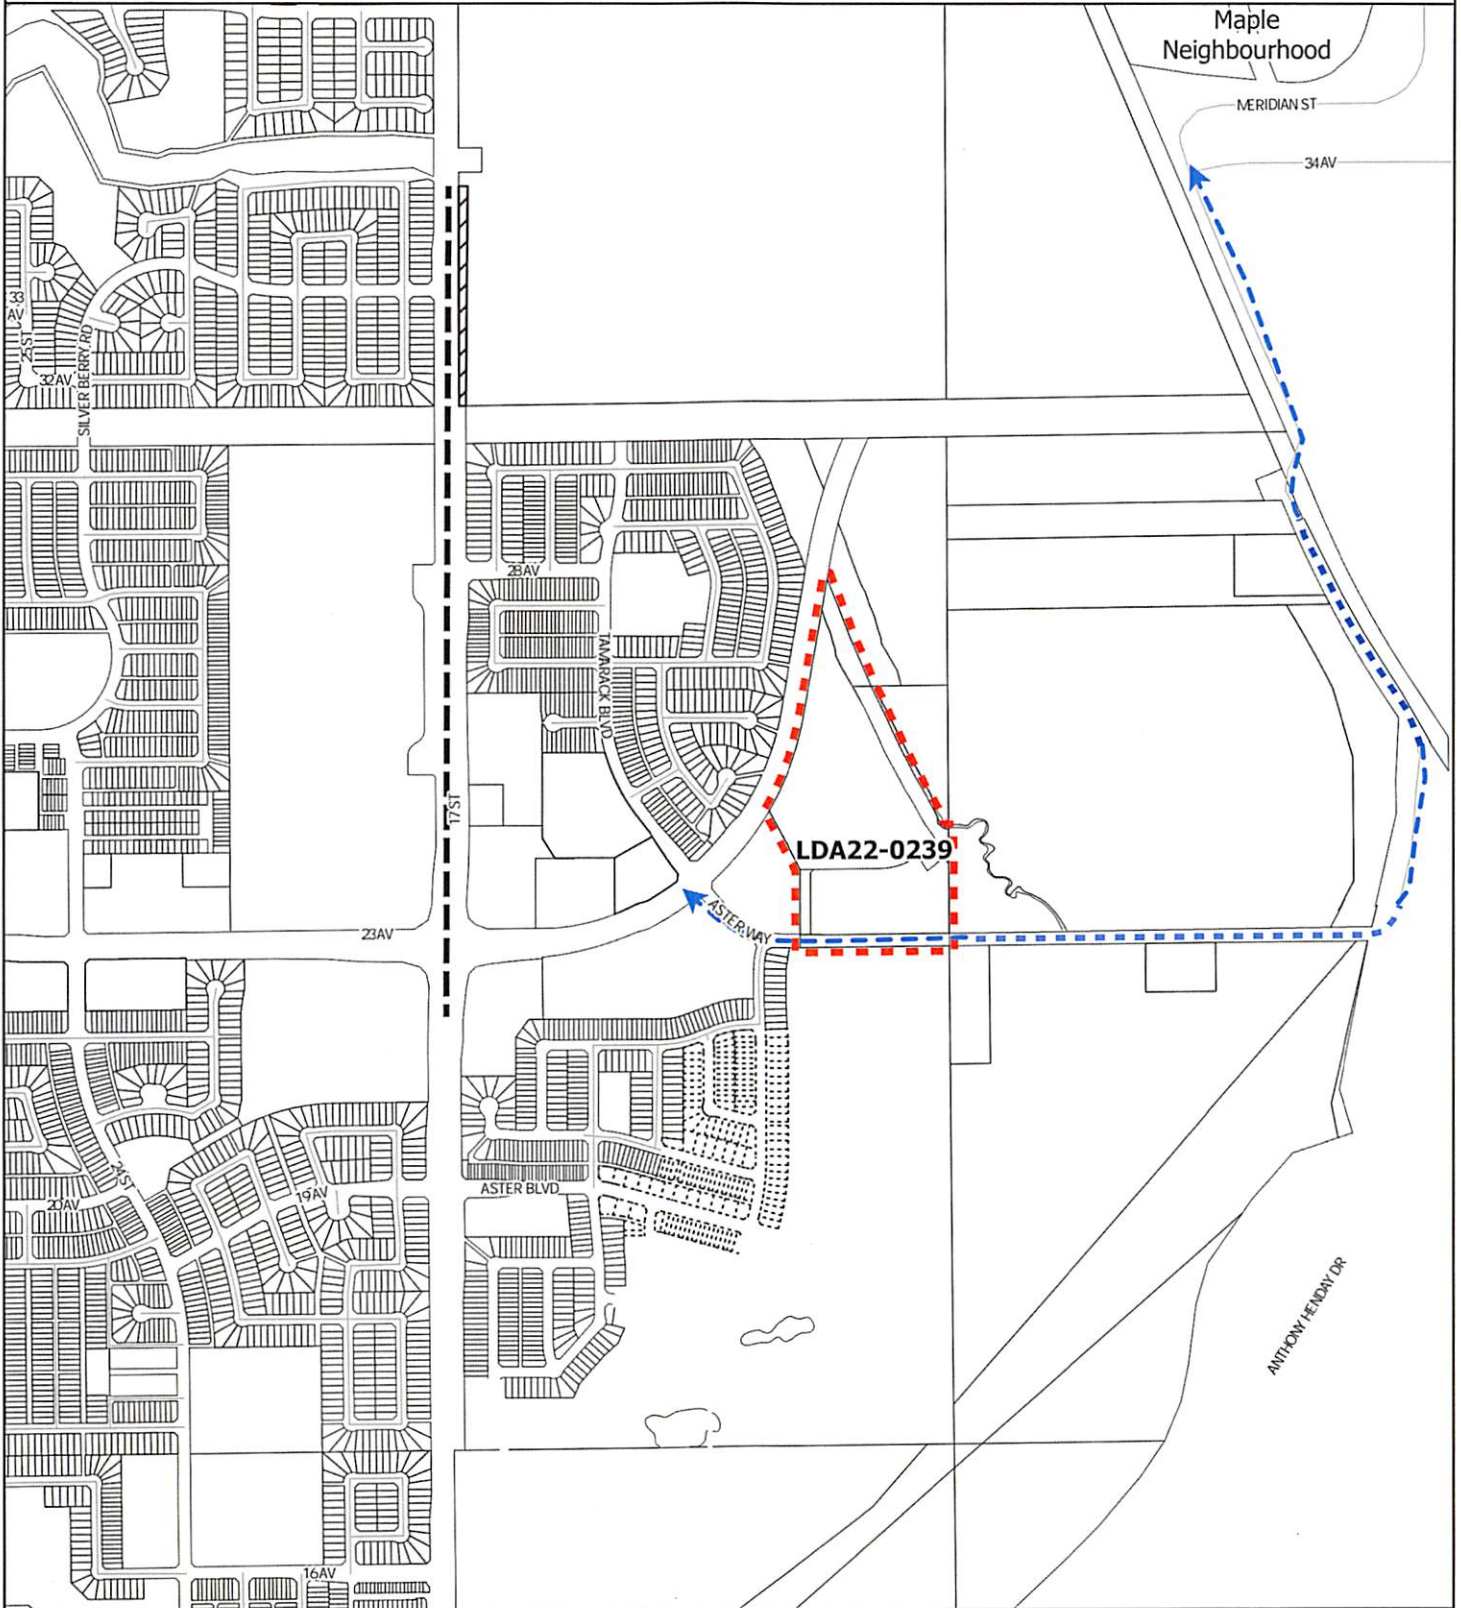 Maple
Neighbourhood
MERIDIAN ST
34AV
33
AV
25ST
SILVER BERRY RD
32AV
28AV
TAMARACK BLVD
17ST
LDA22-0239
ASTER WAY
23AV
24ST
19AV
20AV
ASTER BLVD
ANTHONY HENDAY DR
16AV